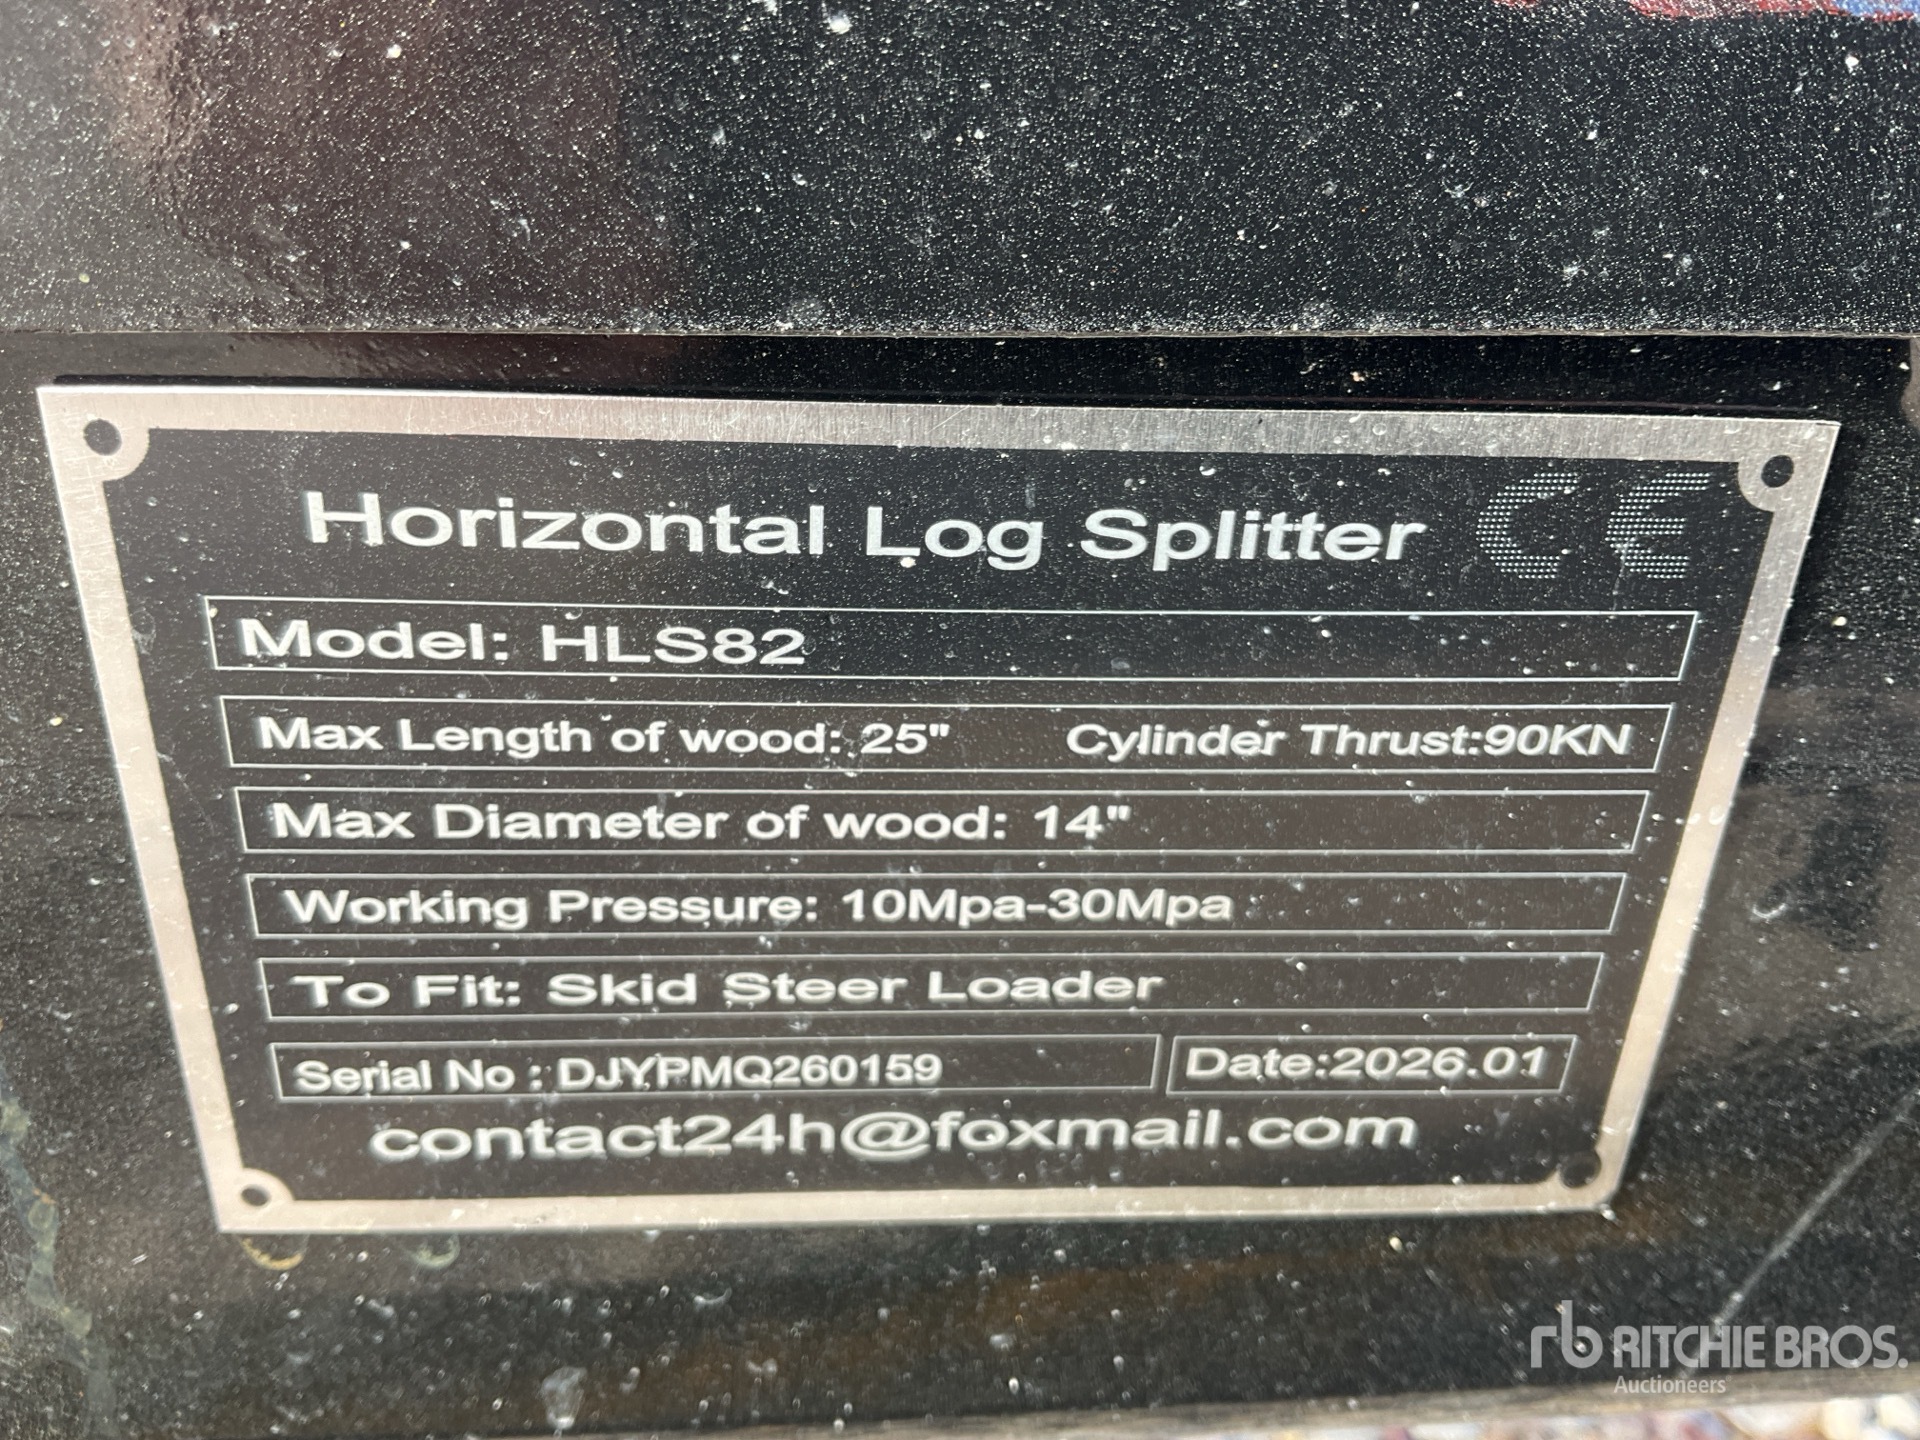 Horizontal Log Splitter CE
Model: HLS82
Max Length of wood: 25" Cylinder Thrust:90KN
Max Diameter of wood: 14"
Working Pressure: 10Mpa-30Mpa
To Fit: Skid Steer Loader
Serial No : DJYPMQ260159 Date:2026.01
contact24h@foxmail.com
rb RITCHIE BROS.
Auctioneers